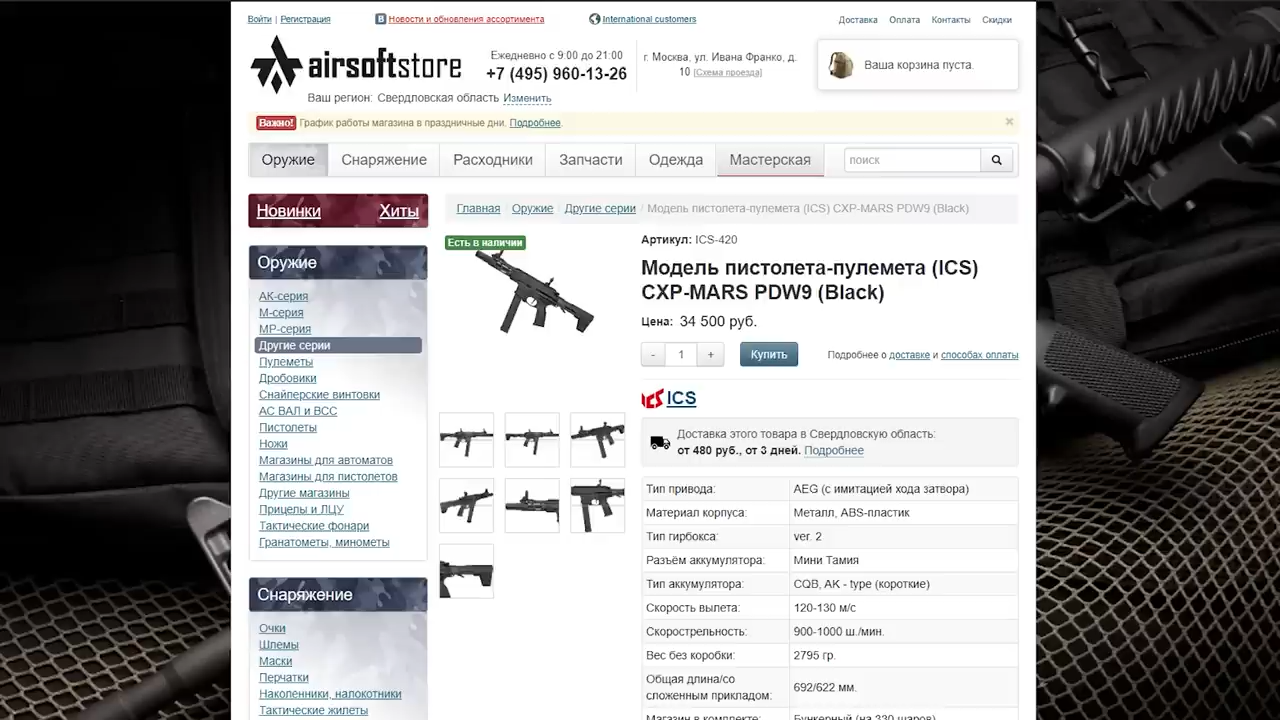 Войти | Регистрация
Новости и обновления ассортимента
International customers
Доставка
Оплата
Контакты
Скидки
airsoftstore
Ежедневно с 9:00 до 21:00
+7 (495) 960-13-26
г. Москва, ул. Ивана Франко, д.
10 (Схема проезда)
Ваша корзина пуста.
Ваш регион: Свердловская область Изменить
Важно! График работы магазина в праздничные дни. Подробнее.
Оружие
Снаряжение
Расходники
Запчасти
Одежда
Мастерская
поиск
Новинки
Хиты
Главная / Оружие / Другие серии / Модель пистолета-пулемета (ICS) CXP-MARS PDW9 (Black)
Оружие
АК-серия
М-серия
МР-серия
Другие серии
Пулеметы
Дробовики
Снайперские винтовки
АС ВАЛ и ВСС
Пистолеты
Ножи
Магазины для автоматов
Магазины для пистолетов
Другие магазины
Прицелы и ЛЦУ
Тактические фонари
Гранатометы, минометы
Снаряжение
Очки
Шлемы
Маски
Перчатки
Наколенники, налокотники
Тактические жилеты
Есть в наличии
Артикул: ICS-420
Модель пистолета-пулемета (ICS)
CXP-MARS PDW9 (Black)
Цена: 34 500 руб.
- 1 +
Купить
Подробнее о доставке и способах оплаты
ICS ICS
Доставка этого товара в Свердловскую область:
от 480 руб., от 3 дней. Подробнее
Тип привода: AEG (с имитацией хода затвора)
Материал корпуса: Металл, ABS-пластик
Тип гирбокса: ver. 2
Разъём аккумулятора: Мини Тамия
Тип аккумулятора: CQB, AK - type (короткие)
Скорость вылета: 120-130 м/с
Скорострельность: 900-1000 ш./мин.
Вес без коробки: 2795 гр.
Общая длина/со
сложенным прикладом: 692/622 мм.
Магазин в комплекте: Бункерный (на 330 шаров)